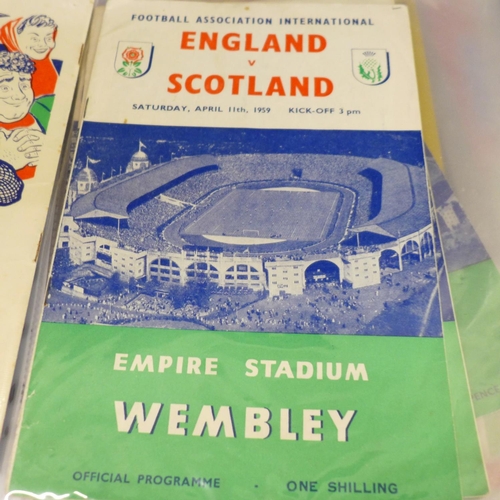 FOOTBALL ASSOCIATION INTERNATIONAL
ENGLAND
v
SCOTLAND
SATURDAY, APRIL 11th, 1959 KICK-OFF 3 pm
EMPIRE STADIUM
WEMBLEY
OFFICIAL PROGRAMME - ONE SHILLING